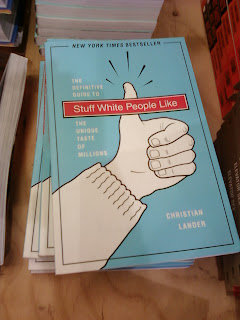 NEW YORK TIMES BESTSELLER
THE
DEFINITIVE
GUIDE TO
Stuff White People Like
THE
UNIQUE
TASTE
OF
MILLIONS
CHRISTIAN
LANDER